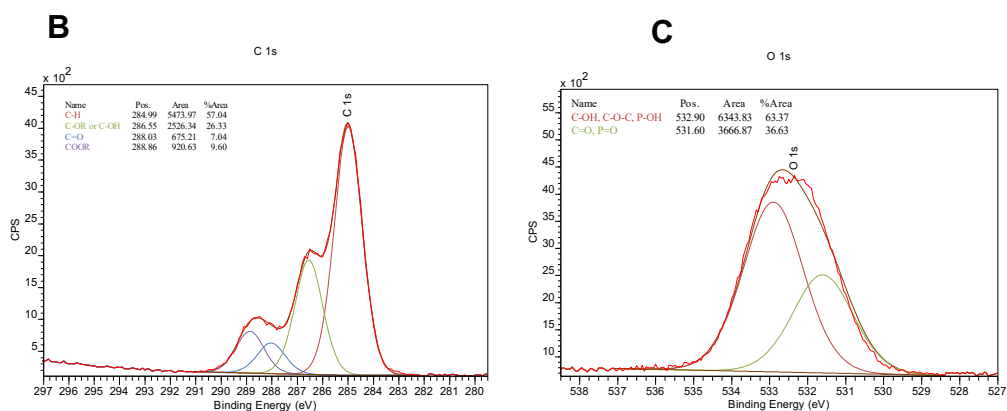 B
C 1s
x 10²
Name Pos. Area %Area
C-H 284.99 5473.97 57.04
C-OR or C-OH 286.55 2526.34 26.33
C=O 288.03 675.21 7.04
COOR 288.86 920.63 9.60
C 1s
45
40
35
30
25
20
15
10
5
CPS
297 296 295 294 293 292 291 290 289 288 287 286 285 284 283 282 281 280
Binding Energy (eV)
C
O 1s
x 10²
Name Pos. Area %Area
C-OH, C-O-C, P-OH 532.90 6343.83 63.37
C=O, P=O 531.60 3666.87 36.63
O 1s
55
50
45
40
35
30
25
20
15
10
CPS
538 536 535 534 533 532 531 530 529 528 527
Binding Energy (eV)